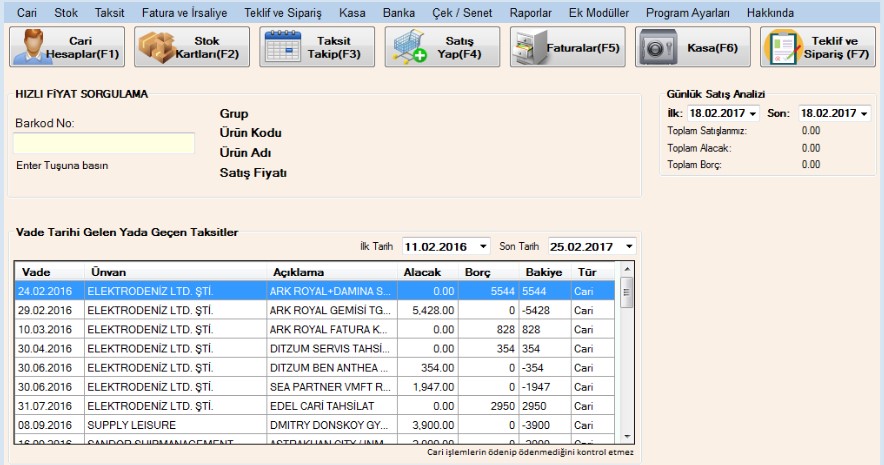 Cari Stok Taksit Fatura ve İrsaliye Teklif ve Sipariş Kasa Banka Çek / Senet Raporlar Ek Modüller Program Ayarları Hakkında
Cari Hesaplar(F1) Stok Kartları(F2) Taksit Takip(F3) Satış Yap(F4) Faturalar(F5) Kasa(F6) Teklif ve Sipariş (F7)
HIZLI FİYAT SORGULAMA
Barkod No:
Enter Tuşuna basın
Grup
Ürün Kodu
Ürün Adı
Satış Fiyatı
Günlük Satış Analizi
İlk: 18.02.2017 Son: 18.02.2017
Toplam Satışlarımız: 0.00
Toplam Alacak: 0.00
Toplam Borç: 0.00
Vade Tarihi Gelen Yada Geçen Taksitler
İlk Tarih 11.02.2016 Son Tarih 25.02.2017
Vade Ünvan Açıklama Alacak Borç Bakiye Tür
24.02.2016 ELEKTRODENİZ LTD. ŞTİ. ARK ROYAL+DAMINA S... 0.00 5544 5544 Cari
29.02.2016 ELEKTRODENİZ LTD. ŞTİ. ARK ROYAL GEMİSİ TG... 5,428.00 0 -5428 Cari
10.03.2016 ELEKTRODENİZ LTD. ŞTİ. ARK ROYAL FATURA K... 0.00 828 828 Cari
30.04.2016 ELEKTRODENİZ LTD. ŞTİ. DITZUM SERVIS TAHSİ... 0.00 354 354 Cari
30.06.2016 ELEKTRODENİZ LTD. ŞTİ. DITZUM BEN ANTHEA ... 354.00 0 -354 Cari
30.06.2016 ELEKTRODENİZ LTD. ŞTİ. SEA PARTNER VMFT R... 1,947.00 0 -1947 Cari
31.07.2016 ELEKTRODENİZ LTD. ŞTİ. EDEL CARİ TAHSİLAT 0.00 2950 2950 Cari
08.09.2016 SUPPLY LEISURE DMITRY DONSKOY GY... 3,900.00 0 -3900 Cari
16.09.2016 SANDOR SHIPMANAGEMENT ASTRAKHAN CITY / INM... 0 Cari
Cari işlemlerin ödenip ödenmediğini kontrol etmez